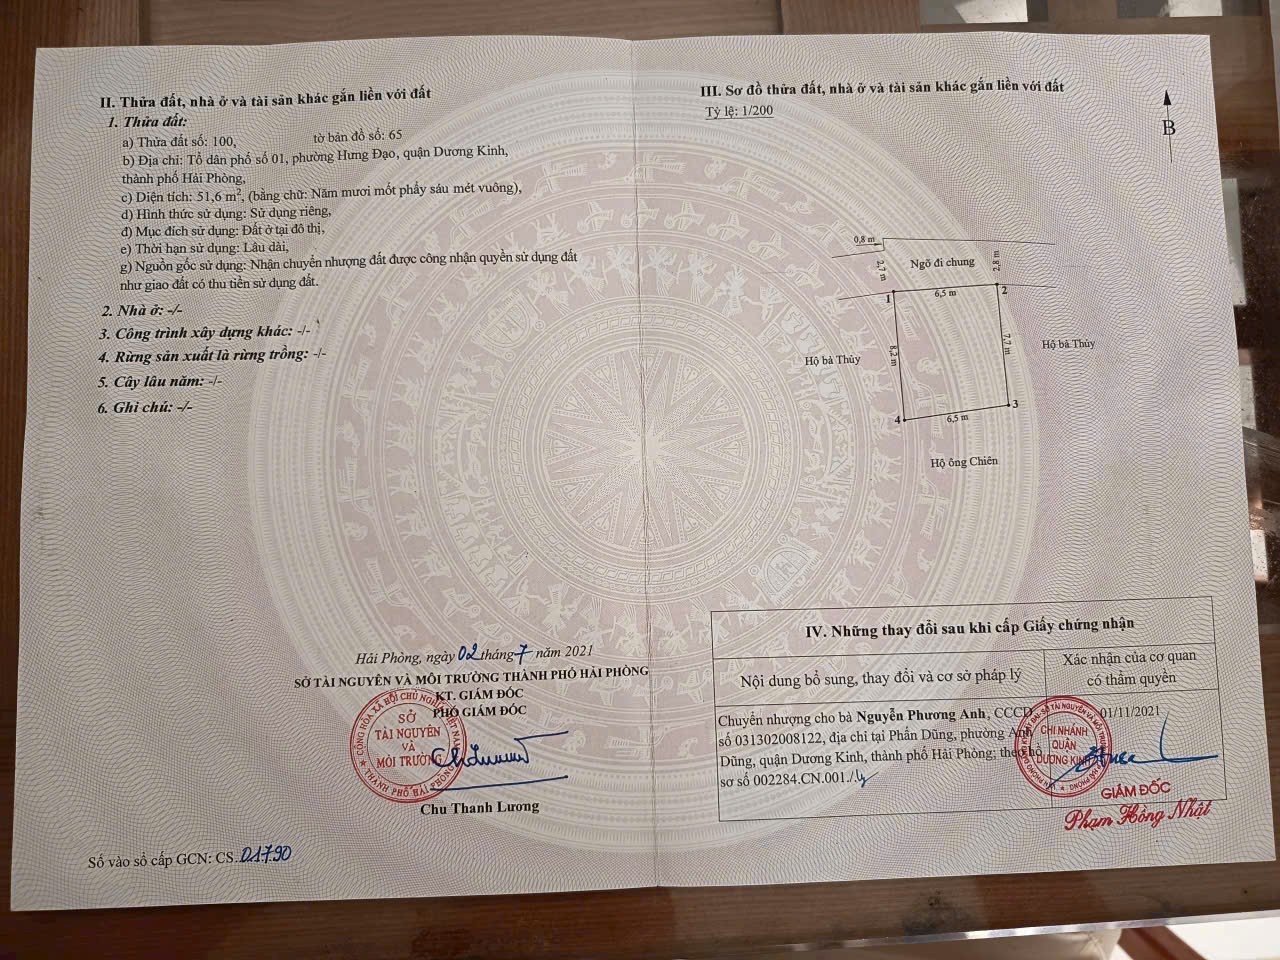 II. Thửa đất, nhà ở và tài sản khác gắn liền với đất
1. Thửa đất:
a) Thửa đất số: 100, tờ bản đồ số: 65
b) Địa chỉ: Tổ dân phố số 01, phường Hưng Đạo, quận Dương Kinh,
thành phố Hải Phòng,
c) Diện tích: 51,6 m², (bằng chữ: Năm mươi mốt phẩy sáu mét vuông),
d) Hình thức sử dụng: Sử dụng riêng,
đ) Mục đích sử dụng: Đất ở tại đô thị,
e) Thời hạn sử dụng: Lâu dài,
g) Nguồn gốc sử dụng: Nhận chuyển nhượng đất được công nhận quyền sử dụng đất
như giao đất có thu tiền sử dụng đất.
2. Nhà ở: -/-
3. Công trình xây dựng khác: -/-
4. Rừng sản xuất là rừng trồng: -/-
5. Cây lâu năm: -/-
6. Ghi chú: -/-
Hải Phòng, ngày 02 tháng 7 năm 2021
SỞ TÀI NGUYÊN VÀ MÔI TRƯỜNG THÀNH PHỐ HẢI PHÒNG
KT. GIÁM ĐỐC
PHÓ GIÁM ĐỐC
CỘNG HÒA XÃ HỘI CHỦ NGHĨA VIỆT NAM
SỞ
TÀI NGUYÊN
VÀ
MÔI TRƯỜNG
THÀNH PHỐ HẢI PHÒNG
Chu Thanh Lương
Số vào sổ cấp GCN: CS.01790
III. Sơ đồ thửa đất, nhà ở và tài sản khác gắn liền với đất
Tỷ lệ: 1/200
B
0,8 m
2,7 m
Ngõ đi chung
2,8 m
1
6,5 m
2
8,2 m
7,7 m
Hộ bà Thủy
Hộ bà Thủy
4
6,5 m
3
Hộ ông Chiên
IV. Những thay đổi sau khi cấp Giấy chứng nhận
Nội dung bổ sung, thay đổi và cơ sở pháp lý
Xác nhận của cơ quan
có thẩm quyền
Chuyển nhượng cho bà Nguyễn Phương Anh, CCCD
số 031302008122, địa chỉ tại Phấn Dũng, phường Anh
Dũng, quận Dương Kinh, thành phố Hải Phòng; theo hồ
sơ số 002284.CN.001./.
01/11/2021
CHI NHÁNH
QUẬN
DƯƠNG KINH
GIÁM ĐỐC
Phạm Hồng Nhật